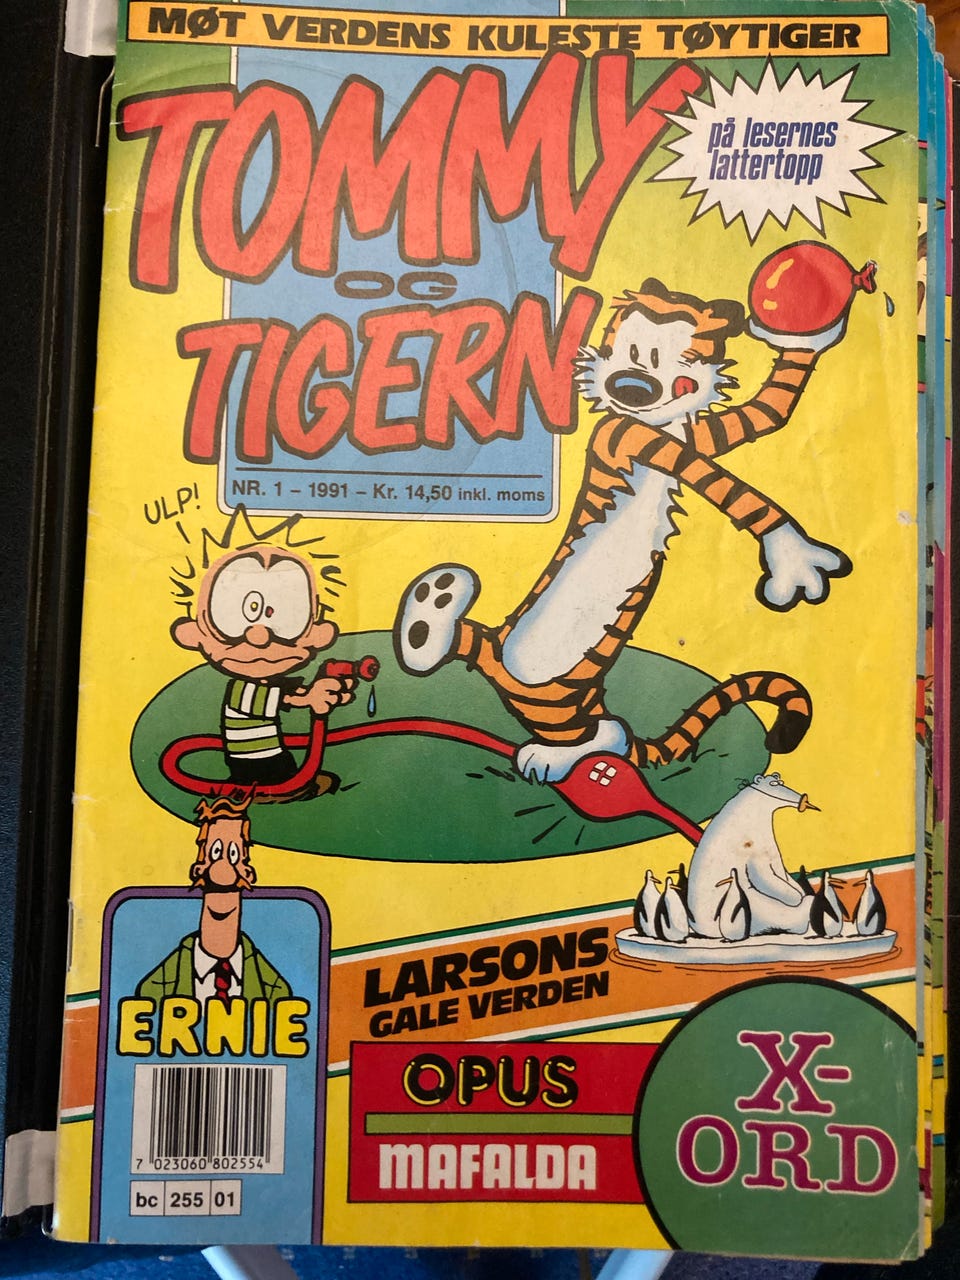 MØT VERDENS KULESTE TØYTIGER
TOMMY
OG
TIGERN
på lesernes
lattertopp
NR. 1 – 1991 – Kr. 14,50 inkl. moms
ULP!
ERNIE
LARSONS
GALE VERDEN
OPUS
MAFALDA
X-
ORD
7 023060 802554
bc 255 01